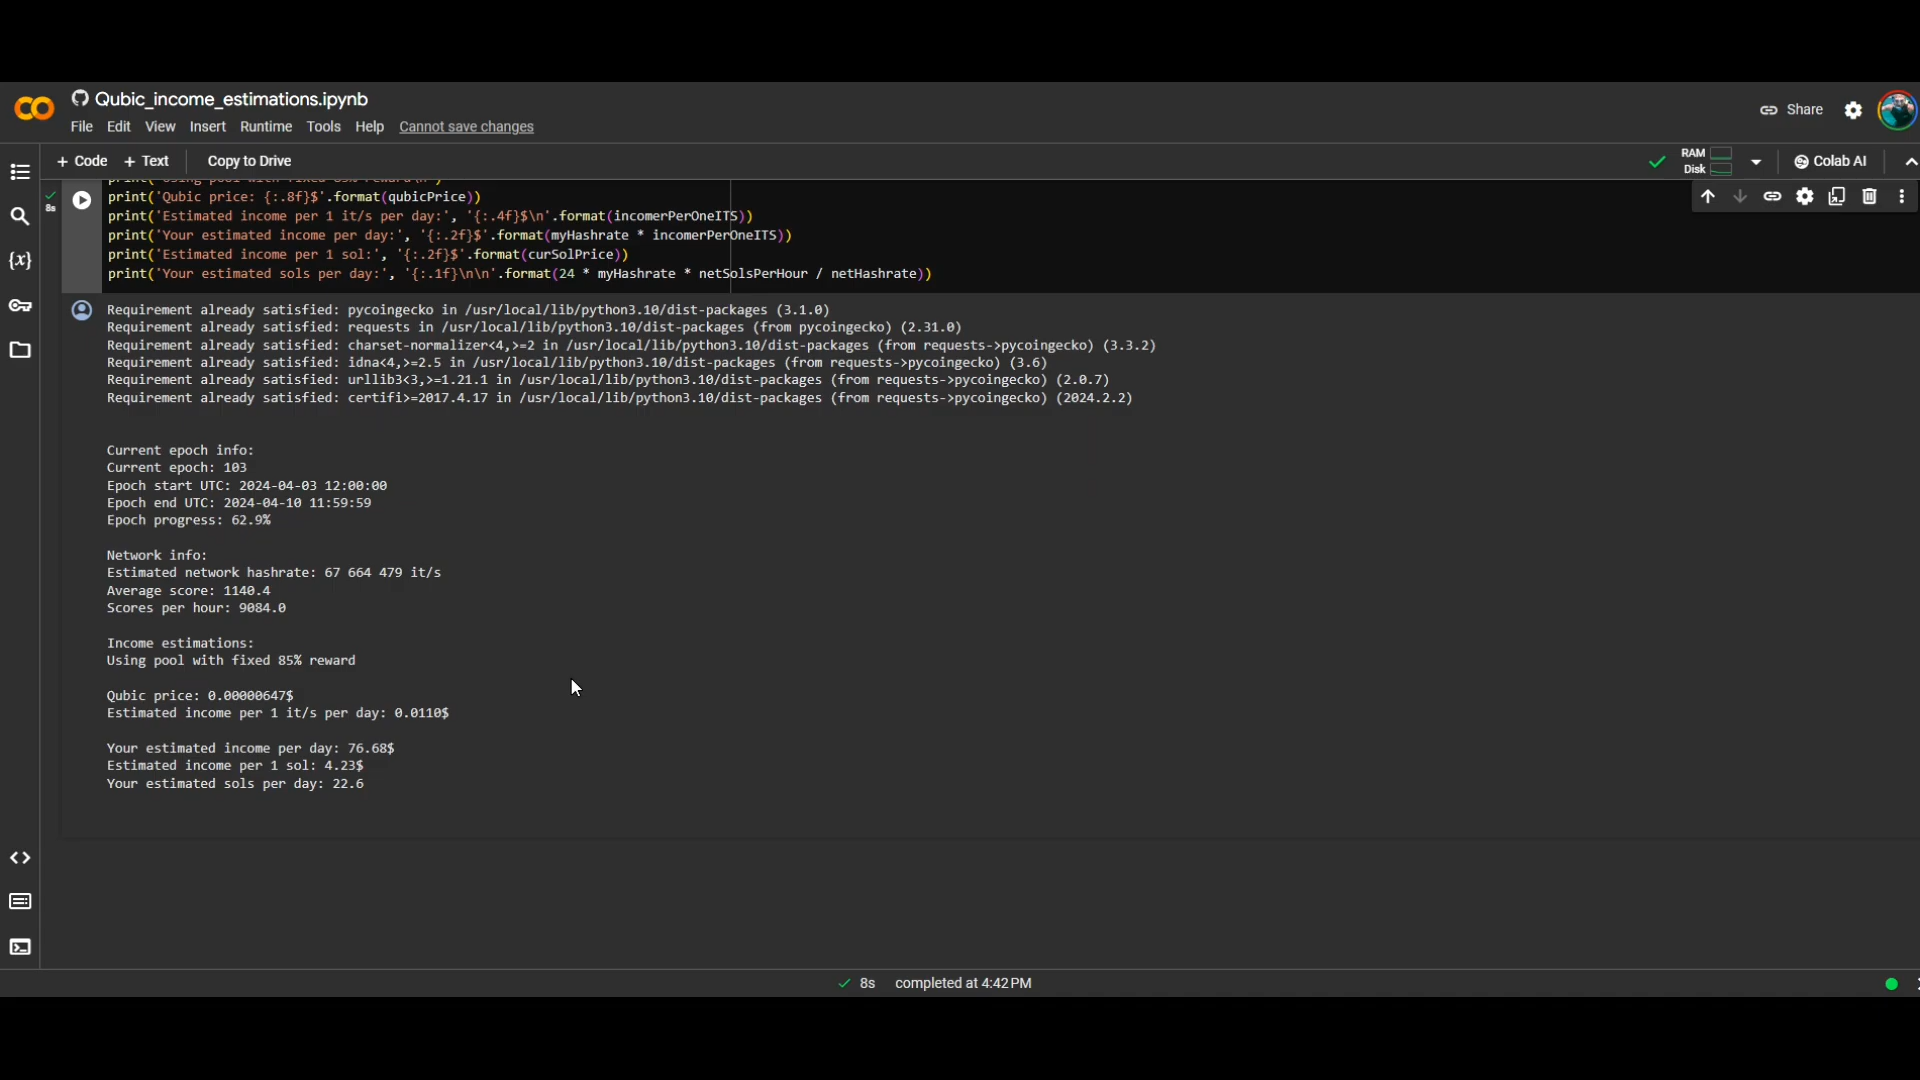 Qubic_income_estimations.ipynb
File Edit View Insert Runtime Tools Help Cannot save changes
Share
+ Code + Text Copy to Drive
RAM
Disk
Colab AI
8s
print('Qubic price: {:.8f}$'.format(qubicPrice))
print('Estimated income per 1 it/s per day:', '{:.4f}$\n'.format(incomerPerOneITS))
print('Your estimated income per day:', '{:.2f}$'.format(myHashrate * incomerPerOneITS))
print('Estimated income per 1 sol:', '{:.2f}$'.format(curSolPrice))
print('Your estimated sols per day:', '{:.1f}\n\n'.format(24 * myHashrate * netSolsPerHour / netHashrate))
Requirement already satisfied: pycoingecko in /usr/local/lib/python3.10/dist-packages (3.1.0)
Requirement already satisfied: requests in /usr/local/lib/python3.10/dist-packages (from pycoingecko) (2.31.0)
Requirement already satisfied: charset-normalizer<4,>=2 in /usr/local/lib/python3.10/dist-packages (from requests->pycoingecko) (3.3.2)
Requirement already satisfied: idna<4,>=2.5 in /usr/local/lib/python3.10/dist-packages (from requests->pycoingecko) (3.6)
Requirement already satisfied: urllib3<3,>=1.21.1 in /usr/local/lib/python3.10/dist-packages (from requests->pycoingecko) (2.0.7)
Requirement already satisfied: certifi>=2017.4.17 in /usr/local/lib/python3.10/dist-packages (from requests->pycoingecko) (2024.2.2)
Current epoch info:
Current epoch: 103
Epoch start UTC: 2024-04-03 12:00:00
Epoch end UTC: 2024-04-10 11:59:59
Epoch progress: 62.9%
Network info:
Estimated network hashrate: 67 664 479 it/s
Average score: 1140.4
Scores per hour: 9084.0
Income estimations:
Using pool with fixed 85% reward
Qubic price: 0.00000647$
Estimated income per 1 it/s per day: 0.0110$
Your estimated income per day: 76.68$
Estimated income per 1 sol: 4.23$
Your estimated sols per day: 22.6
8s completed at 4:42 PM